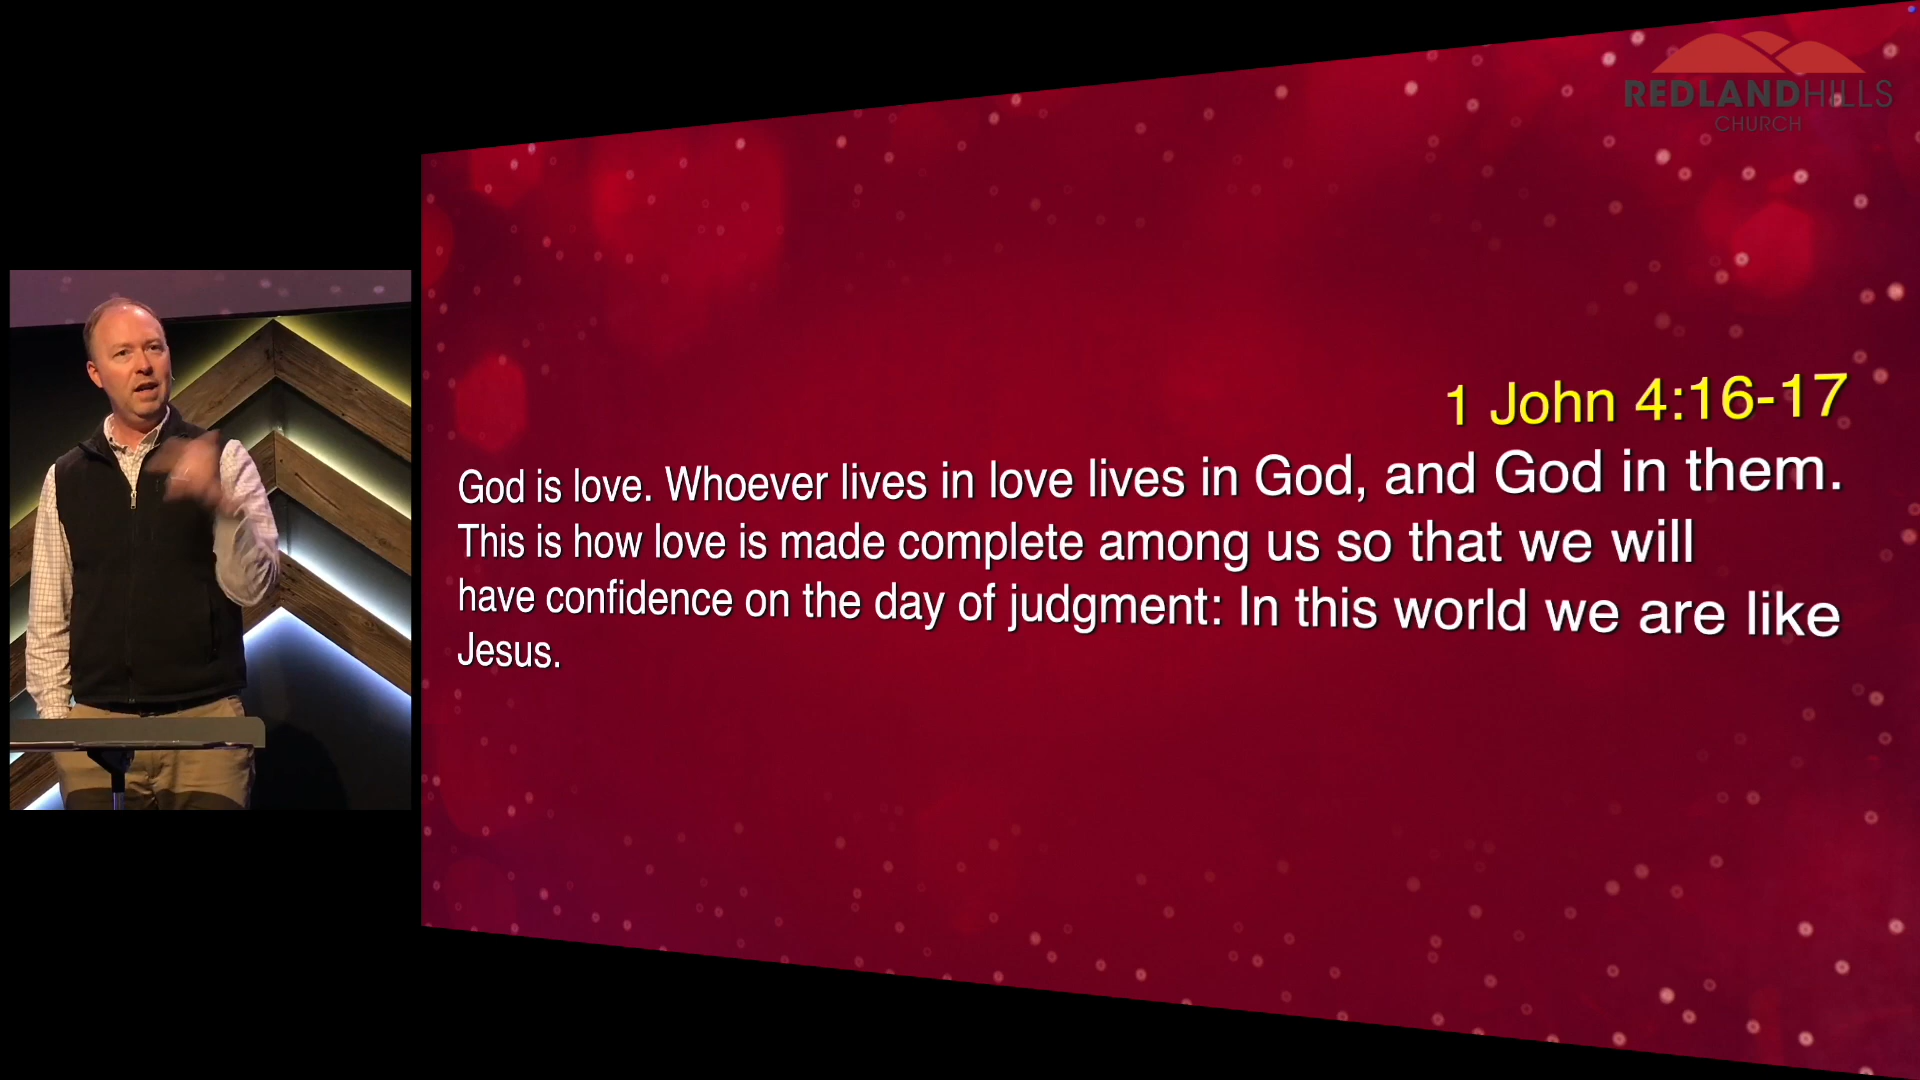 REDLANDHILLS
CHURCH
1 John 4:16-17
God is love. Whoever lives in love lives in God, and God in them.
This is how love is made complete among us so that we will
have confidence on the day of judgment: In this world we are like
Jesus.